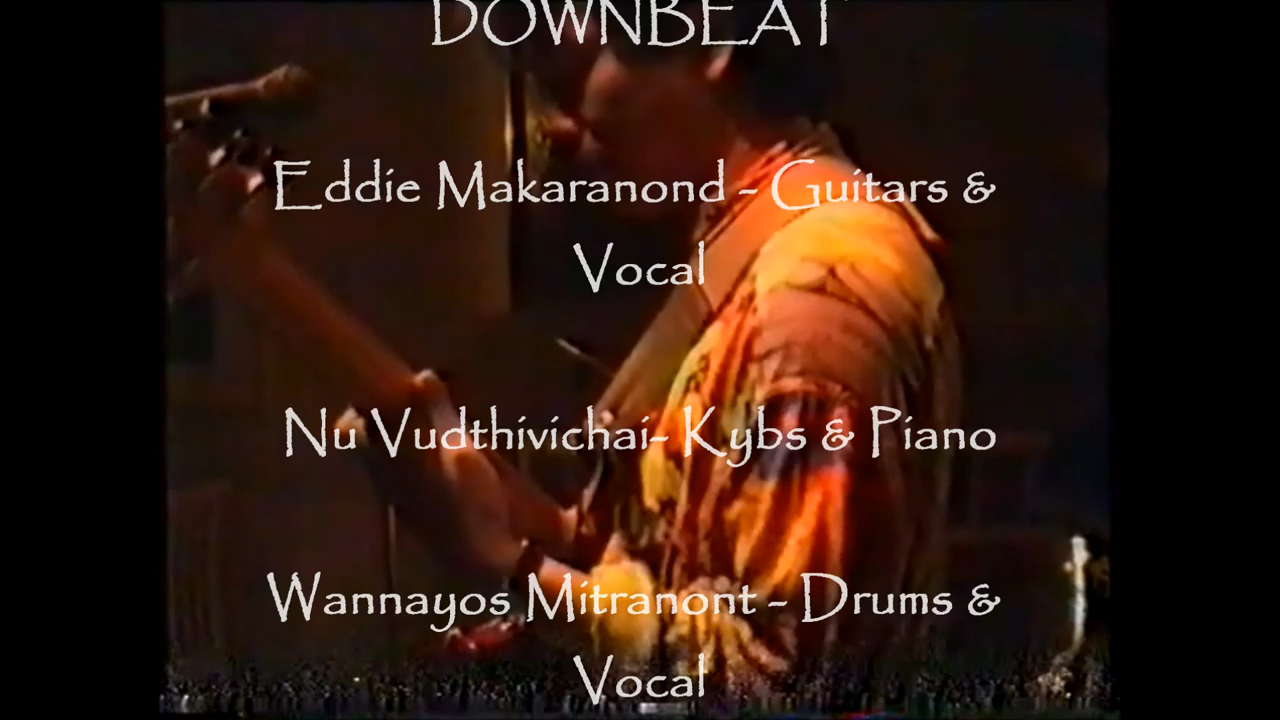 DOWNBEAT
Eddie Makaranond - Guitars &
Vocal
Nu Vudthivichai- Kybs & Piano
Wannayos Mitranont - Drums &
Vocal